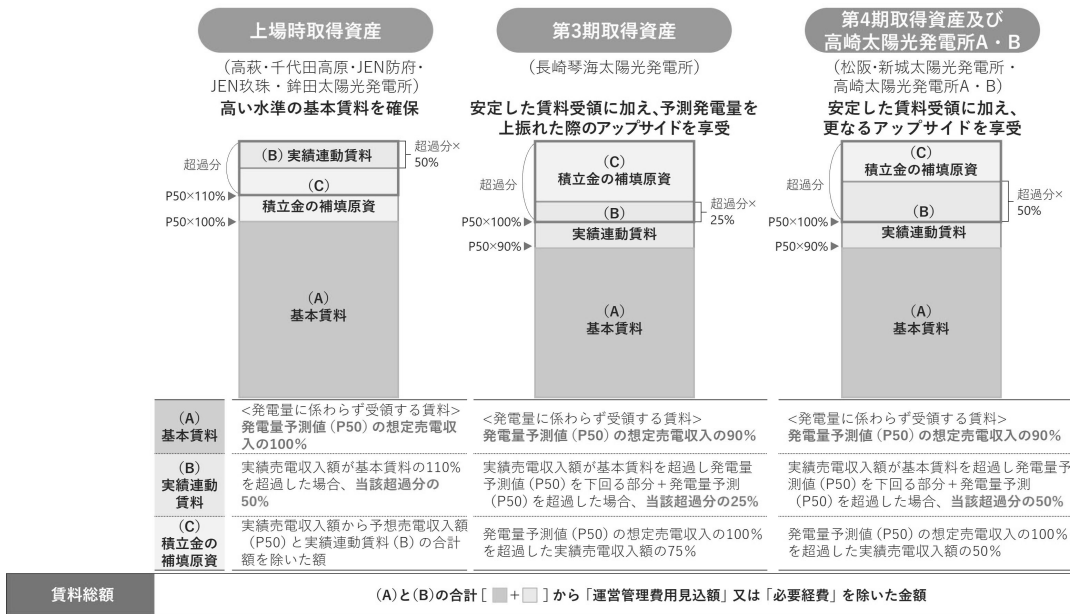 上場時取得資産
（高萩・千代田高原・JEN防府・
JEN玖珠・鉾田太陽光発電所）
高い水準の基本賃料を確保
超過分
（B）実績連動賃料
超過分×
50%
（C）
積立金の補填原資
P50×110%▶
P50×100%▶
（A）
基本賃料
第3期取得資産
（長崎琴海太陽光発電所）
安定した賃料受領に加え、予測発電量を
上振れた際のアップサイドを享受
超過分
（C）
積立金の補填原資
（B）
実績連動賃料
超過分×
25%
P50×100%▶
P50×90%▶
（A）
基本賃料
第4期取得資産及び
高崎太陽光発電所A・B
（松阪・新城太陽光発電所・
高崎太陽光発電所A・B）
安定した賃料受領に加え、
更なるアップサイドを享受
超過分
（C）
積立金の補填原資
（B）
実績連動賃料
超過分×
50%
P50×100%▶
P50×90%▶
（A）
基本賃料
（A）
基本賃料
<発電量に係わらず受領する賃料>
発電量予測値（P50）の想定売電収
入の100%
<発電量に係わらず受領する賃料>
発電量予測値（P50）の想定売電収入の90%
<発電量に係わらず受領する賃料>
発電量予測値（P50）の想定売電収入の90%
（B）
実績連動
賃料
実績売電収入額が基本賃料の110%
を超過した場合、当該超過分の
50%
実績売電収入額が基本賃料を超過し発電量
予測値（P50）を下回る部分＋発電量予測
（P50）を超過した場合、当該超過分の25%
実績売電収入額が基本賃料を超過し発電量予
測値（P50）を下回る部分＋発電量予測
（P50）を超過した場合、当該超過分の50%
（C）
積立金の
補填原資
実績売電収入額から予想売電収入額
（P50）と実績連動賃料（B）の合計
額を除いた額
発電量予測値（P50）の想定売電収入の100%
を超過した実績売電収入額の75%
発電量予測値（P50）の想定売電収入の100%
を超過した実績売電収入額の50%
賃料総額
（A）と（B）の合計［ ■＋□ ］から「運営管理費用見込額」又は「必要経費」を除いた金額